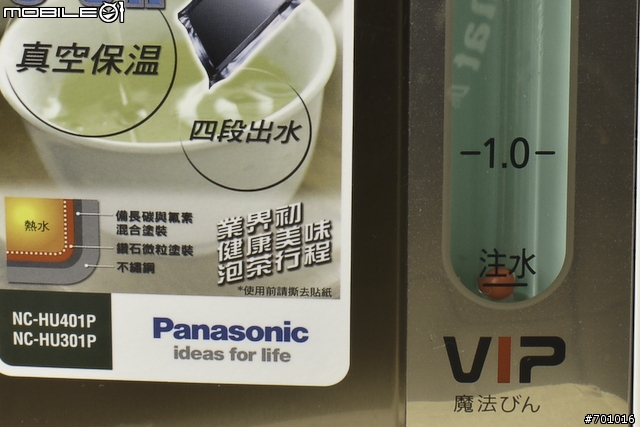 MOBILE01
真空保温
四段出水
備長碳與氟素
混合塗裝
鑽石微粒塗裝
不鏽鋼
熱水
業界初
健康美味
泡茶行程
*使用前請撕去貼紙
NC-HU401P
NC-HU301P
Panasonic
ideas for life
-1.0-
注水
VIP
魔法びん
#701016